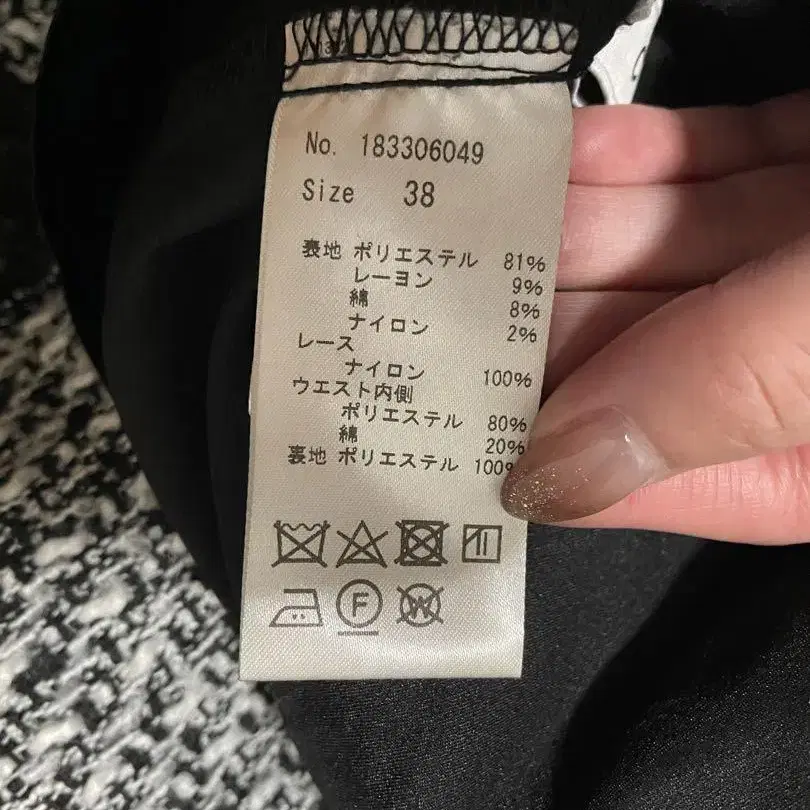 No. 183306049
Size 38
表地 ポリエステル 81%
レーヨン 9%
綿 8%
ナイロン 2%
レース
ナイロン 100%
ウエスト内側
ポリエステル 80%
綿 20%
裏地 ポリエステル 100%
F W